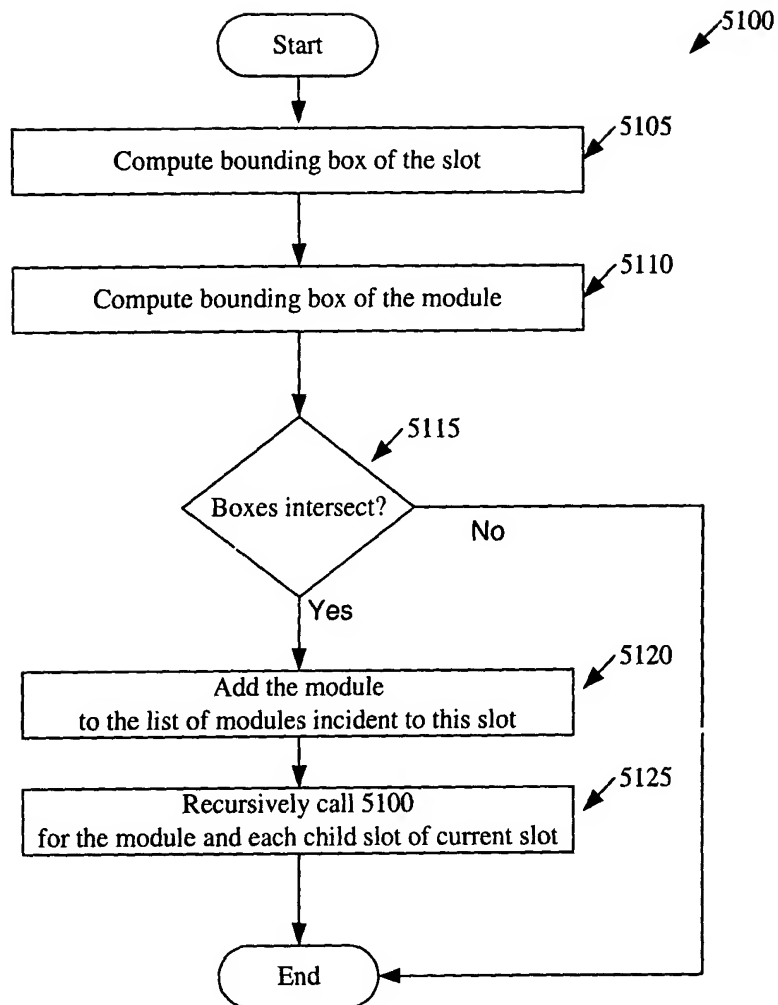 Start
5100
5105
Compute bounding box of the slot
5110
Compute bounding box of the module
5115
Boxes intersect?
No
Yes
5120
Add the module
to the list of modules incident to this slot
5125
Recursively call 5100
for the module and each child slot of current slot
End